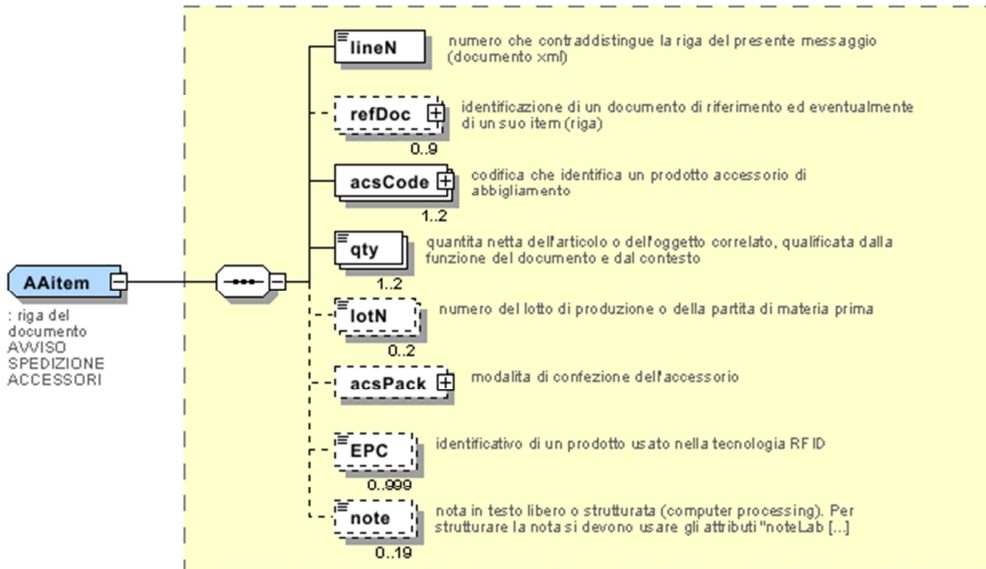 lineN
numero che contraddistingue la riga del presente messaggio
(documento xml)
refDoc
identificazione di un documento di riferimento ed eventualmente
di un suo item (riga)
0..9
acsCode
codifica che identifica un prodotto accessorio di
abbigliamento
1..2
qty
quantita netta dell'articolo o dell'oggetto correlato, qualificata dalla
funzione del documento e dal contesto
1..2
AAitem
: riga del
documento
AVVISO
SPEDIZIONE
ACCESSORI
lotN
numero del lotto di produzione o della partita di materia prima
0..2
acsPack
modalita di confezione dell'accessorio
EPC
identificativo di un prodotto usato nella tecnologia RFID
0..999
note
nota in testo libero o strutturata (computer processing). Per
strutturare la nota si devono usare gli attributi "noteLab [...]
0..19